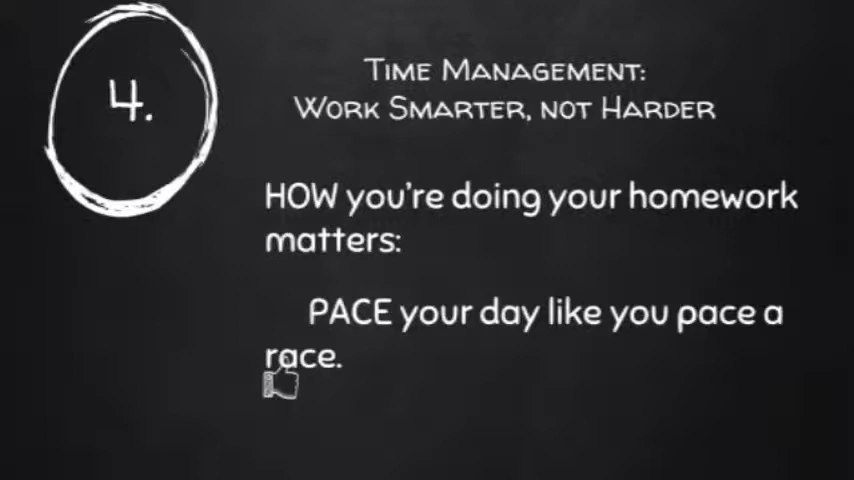 4.
Time Management:
Work Smarter, not Harder
HOW you're doing your homework
matters:
PACE your day like you pace a
race.